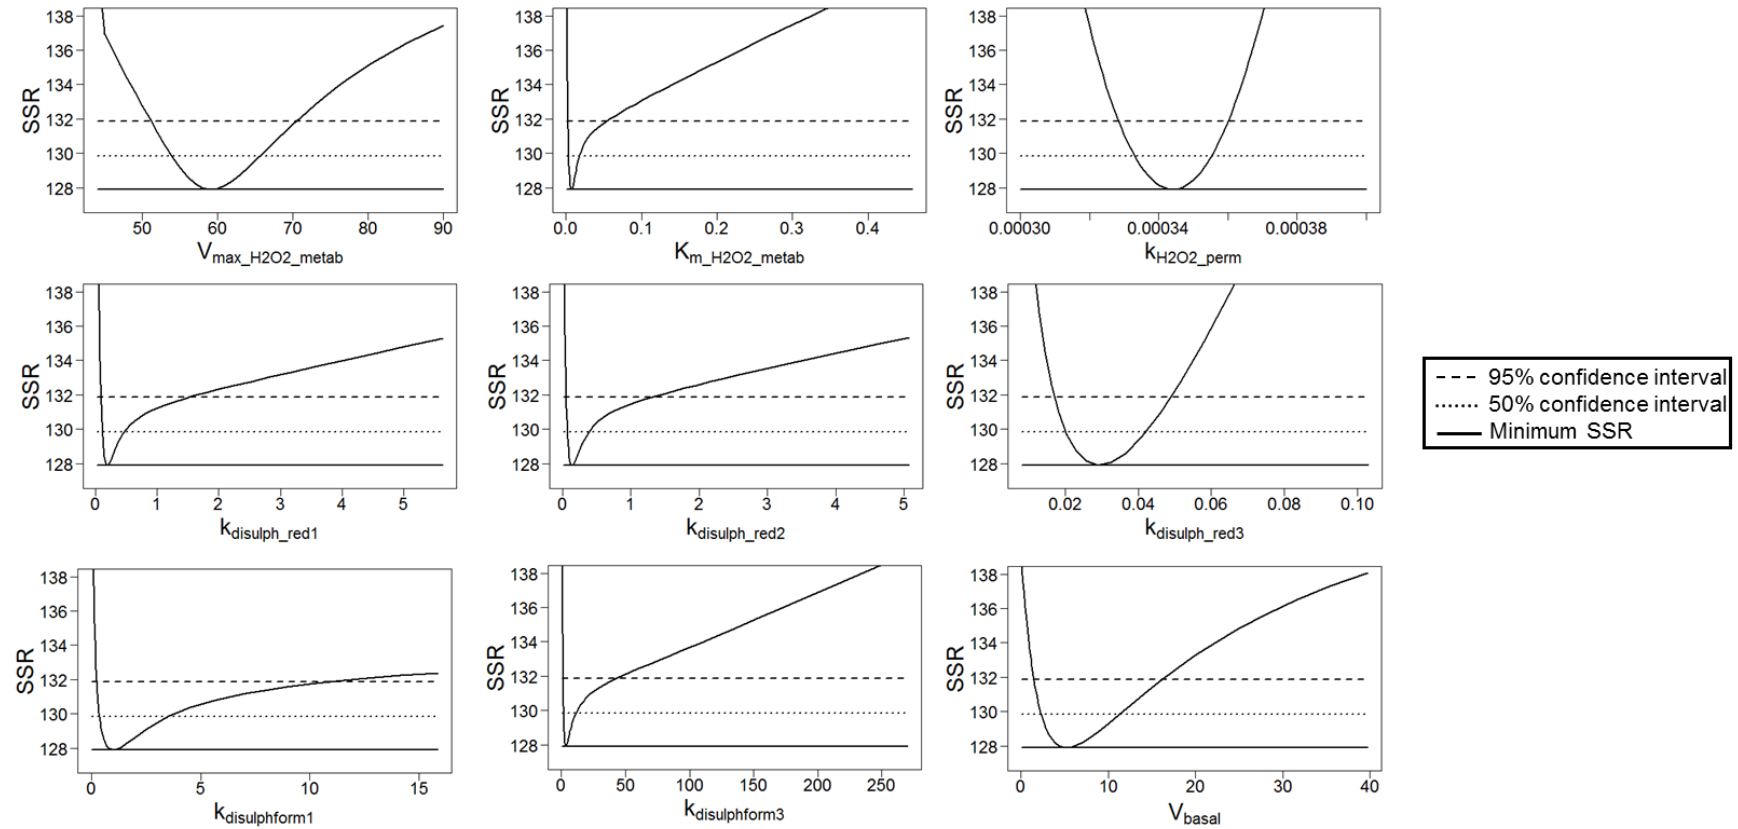 138
136
134
132
130
128
SSR
50 60 70 80 90
Vmax_H2O2_metab
138
136
134
132
130
128
SSR
0.0 0.1 0.2 0.3 0.4
Km_H2O2_metab
138
136
134
132
130
128
SSR
0.00030 0.00034 0.00038
kH2O2_perm
138
136
134
132
130
128
SSR
0 1 2 3 4 5
kdisulph_red1
138
136
134
132
130
128
SSR
0 1 2 3 4 5
kdisulph_red2
138
136
134
132
130
128
SSR
0.02 0.04 0.06 0.08 0.10
kdisulph_red3
95% confidence interval
50% confidence interval
Minimum SSR
138
136
134
132
130
128
SSR
0 5 10 15
kdisulphform1
138
136
134
132
130
128
SSR
0 50 100 150 200 250
kdisulphform3
138
136
134
132
130
128
SSR
0 10 20 30 40
Vbasal